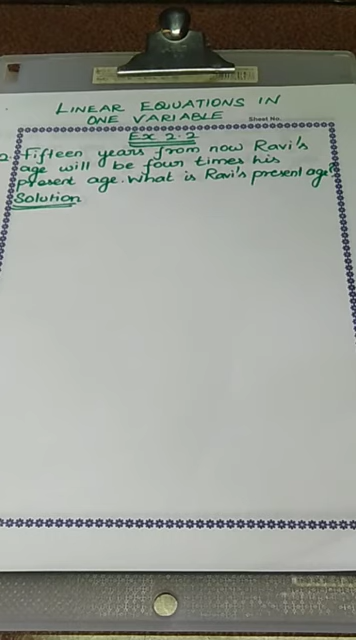 LINEAR EQUATIONS IN
ONE VARIABLE
Sheet No.
Ex 2.2
Q. Fifteen years from now Ravi's
age will be four times his
present age. What is Ravi's present age?
Solution